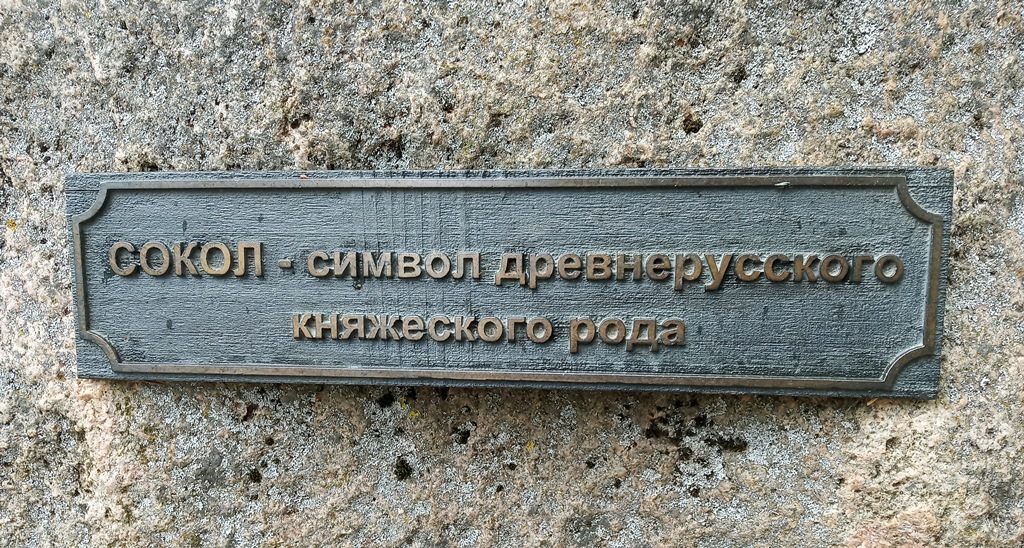 СОКОЛ - символ древнерусского
княжеского рода